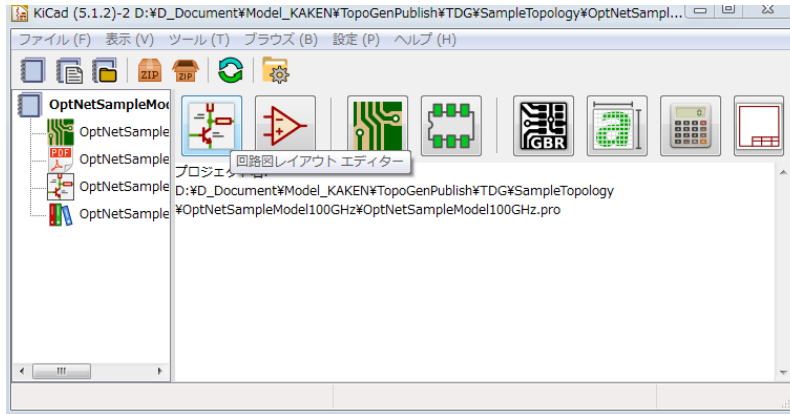 KiCad (5.1.2)-2 D:¥D_Document¥Model_KAKEN¥TopoGenPublish¥TDG¥SampleTopology¥OptNetSampl...
ファイル (F) 表示 (V) ツール (T) ブラウズ (B) 設定 (P) ヘルプ (H)
ZIP ZIP
OptNetSampleMod
OptNetSample
PDF OptNetSample
OptNetSample
OptNetSample
GBR a
回路図レイアウト エディター
D:¥D_Document¥Model_KAKEN¥TopoGenPublish¥TDG¥SampleTopology
¥OptNetSampleModel100GHz¥OptNetSampleModel100GHz.pro